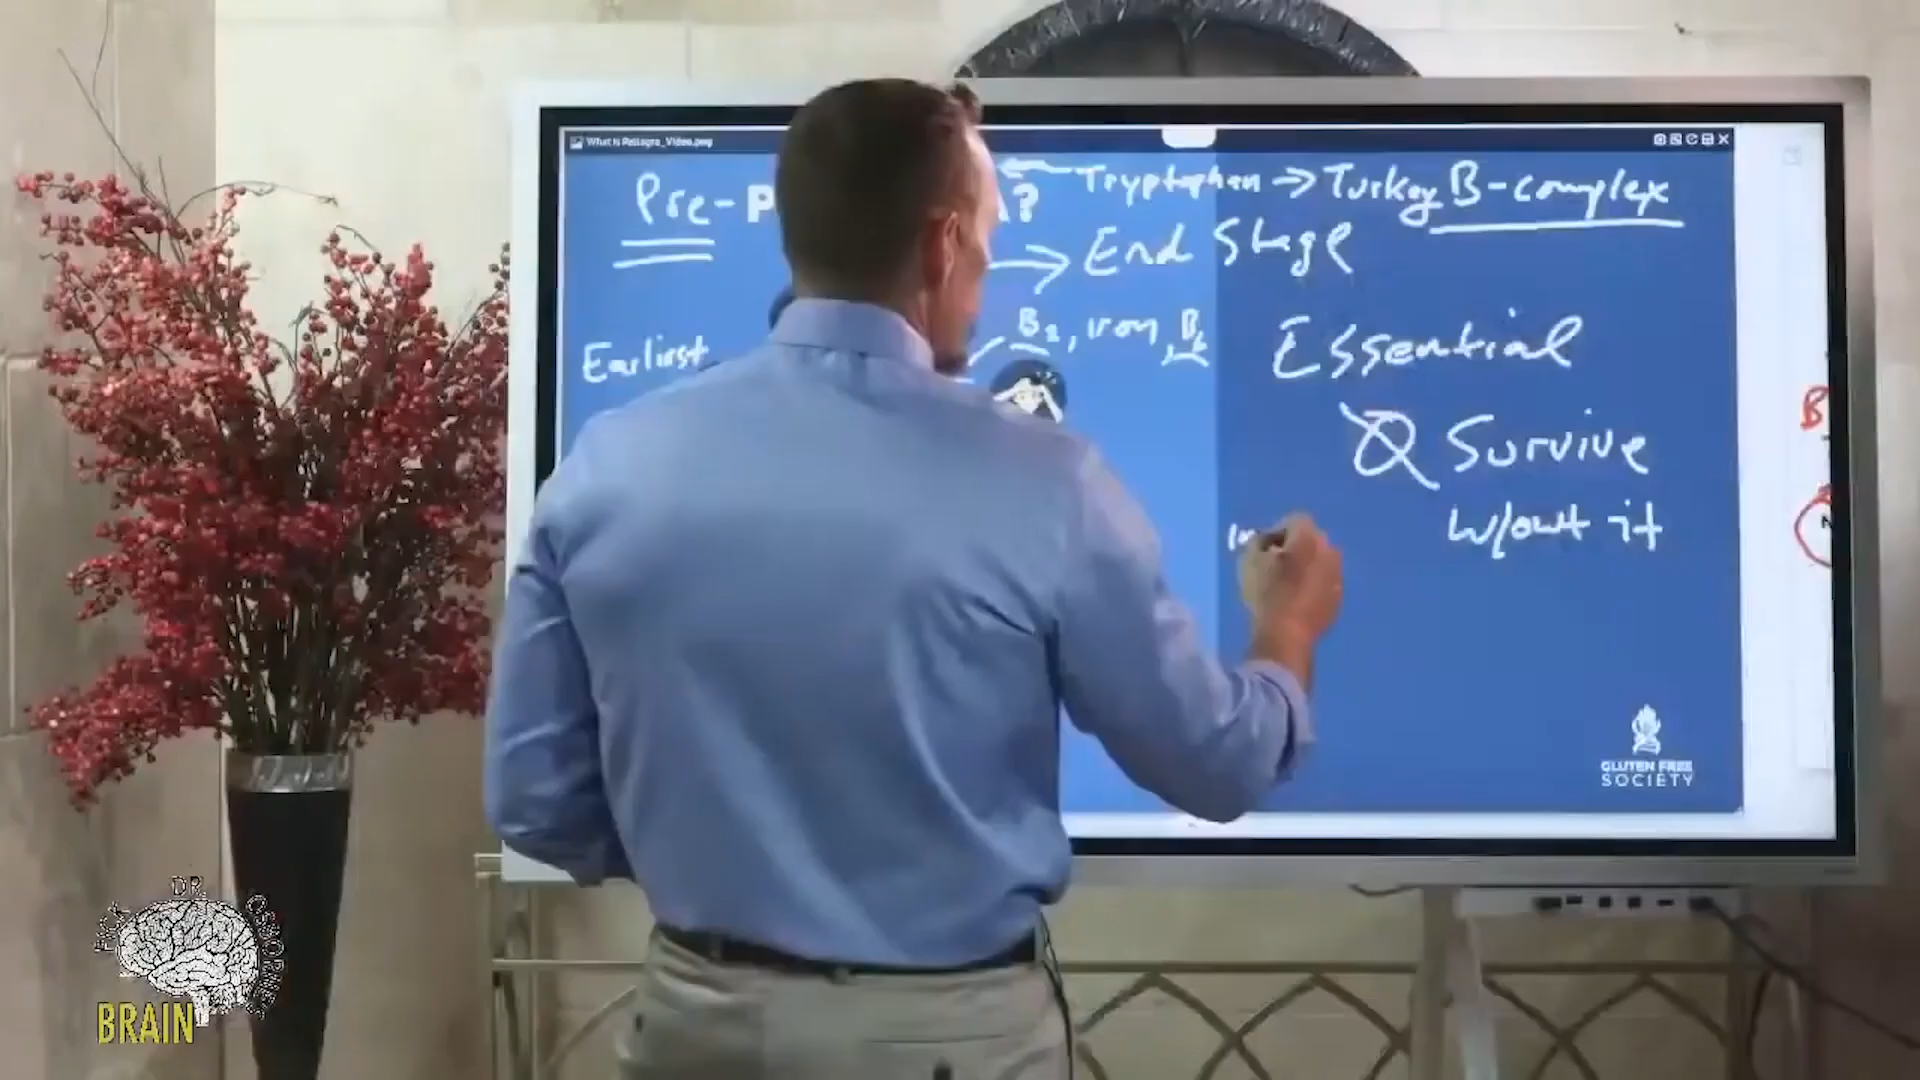 What Is Pellagra_Video.png
Pre-P A?
Tryptophan → Turkey B-complex
→ End Stage
Earliest
B2, iron, B6
Essential
Survive
w/out it
B
GLUTEN FREE
SOCIETY
DR.
BRAIN